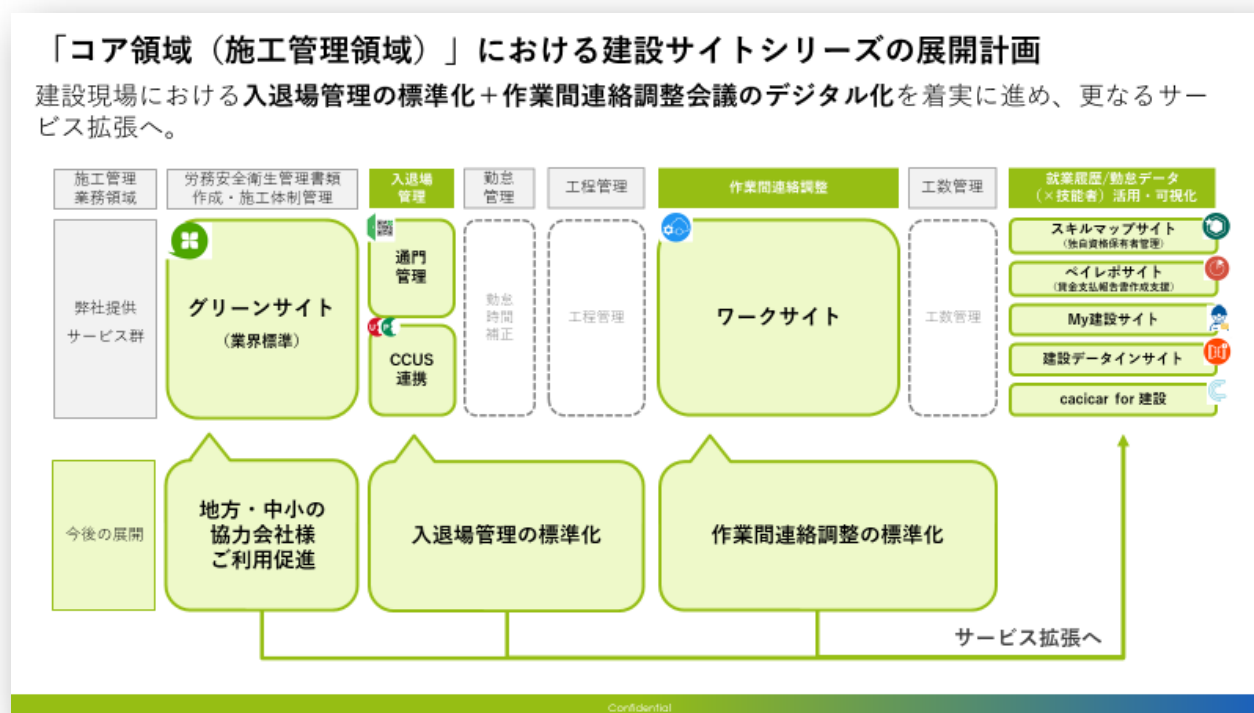 「コア領域（施工管理領域）」における建設サイトシリーズの展開計画
建設現場における入退場管理の標準化＋作業間連絡調整会議のデジタル化を着実に進め、更なるサー
ビス拡張へ。
施工管理
業務領域
労務安全衛生管理書類
作成・施工体制管理
入退場
管理
勤怠
管理
工程管理
作業間連絡調整
工数管理
就業履歴/勤怠データ
（×技能者）活用・可視化
弊社提供
サービス群
グリーンサイト
（業界標準）
通門
管理
CCUS
連携
勤怠
時間
補正
工程管理
ワークサイト
工数管理
スキルマップサイト
（独自資格保有者管理）
ペイレポサイト
（賃金支払報告書作成支援）
My建設サイト
建設データインサイト
cacicar for 建設
今後の展開
地方・中小の
協力会社様
ご利用促進
入退場管理の標準化
作業間連絡調整の標準化
サービス拡張へ
Confidential